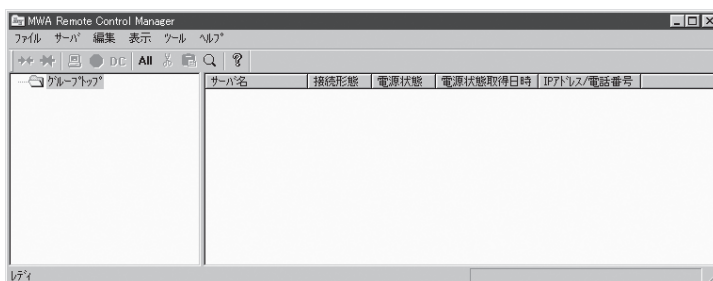 MWA Remote Control Manager
ﾌｧｲﾙ ｻｰﾊﾞ 編集 表示 ﾂｰﾙ ﾍﾙﾌﾟ
DC All
ｸﾞﾙｰﾌﾟﾄｯﾌﾟ
ｻｰﾊﾞ名 接続形態 電源状態 電源状態取得日時 IPｱﾄﾞﾚｽ/電話番号
ﾚﾃﾞｨ